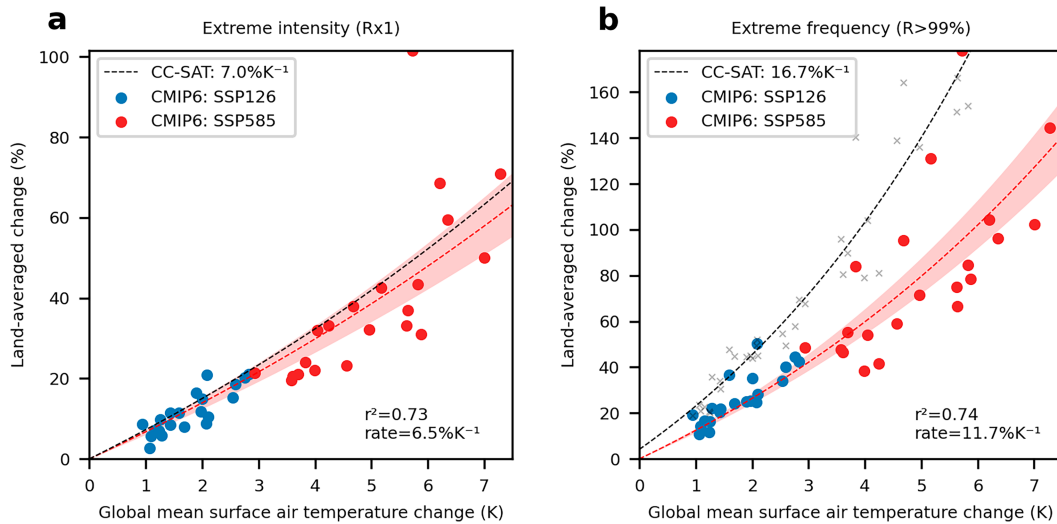 a
Extreme intensity (Rx1)
Land-averaged change (%)
100
80
60
40
20
0
CC-SAT: 7.0%K⁻¹
CMIP6: SSP126
CMIP6: SSP585
r²=0.73
rate=6.5%K⁻¹
0 1 2 3 4 5 6 7
Global mean surface air temperature change (K)
b
Extreme frequency (R>99%)
Land-averaged change (%)
160
140
120
100
80
60
40
20
0
CC-SAT: 16.7%K⁻¹
CMIP6: SSP126
CMIP6: SSP585
r²=0.74
rate=11.7%K⁻¹
0 1 2 3 4 5 6 7
Global mean surface air temperature change (K)